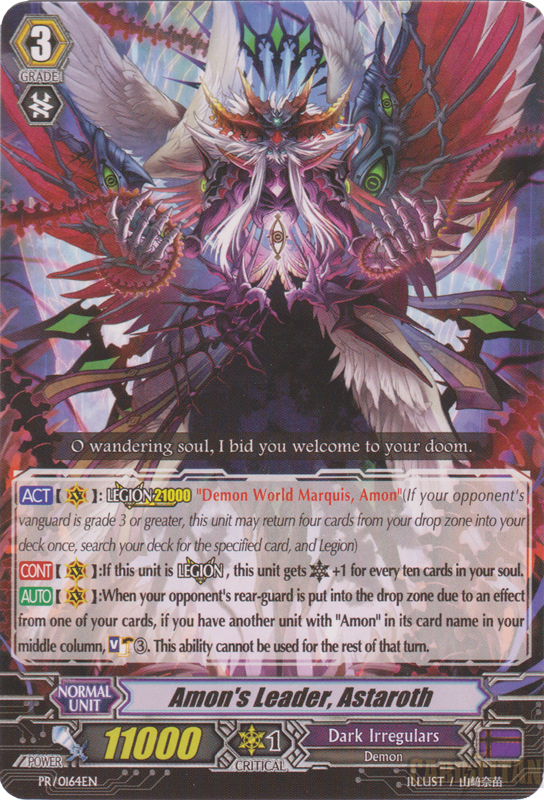 3
GRADE
O wandering soul, I bid you welcome to your doom.
ACT [ ]: LEGION 21000 "Demon World Marquis, Amon"(If your opponent's
vanguard is grade 3 or greater, this unit may return four cards from your drop zone into your
deck once, search your deck for the specified card, and Legion)
CONT [ ]:If this unit is LEGION, this unit gets +1 for every ten cards in your soul.
AUTO [ ]:When your opponent's rear-guard is put into the drop zone due to an effect
from one of your cards, if you have another unit with "Amon" in its card name in your
middle column, V ③. This ability cannot be used for the rest of that turn.
NORMAL
UNIT
Amon's Leader, Astaroth
POWER
11000
1
CRITICAL
Dark Irregulars
Demon
PR/0164EN
ILLUST / 山崎奈苗